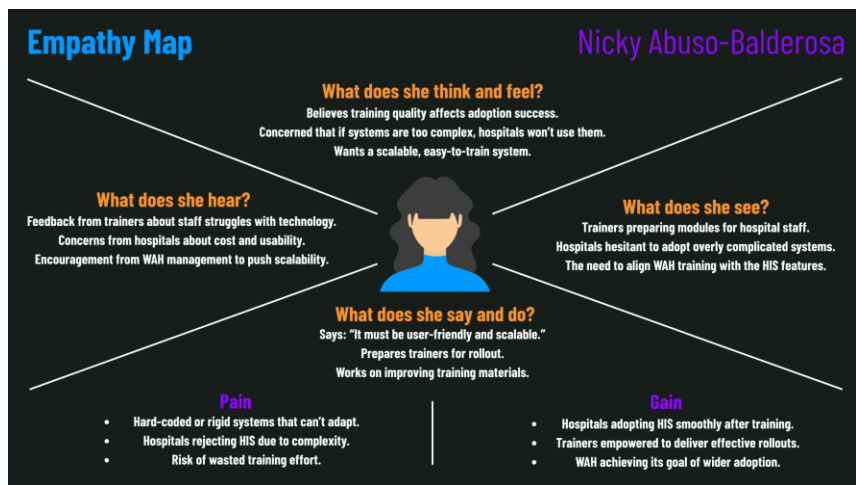 Empathy Map
Nicky Abuso-Balderosa
What does she think and feel?
Believes training quality affects adoption success.
Concerned that if systems are too complex, hospitals won't use them.
Wants a scalable, easy-to-train system.
What does she hear?
Feedback from trainers about staff struggles with technology.
Concerns from hospitals about cost and usability.
Encouragement from WAH management to push scalability.
What does she see?
Trainers preparing modules for hospital staff.
Hospitals hesitant to adopt overly complicated systems.
The need to align WAH training with the HIS features.
What does she say and do?
Says: "It must be user-friendly and scalable."
Prepares trainers for rollout.
Works on improving training materials.
Pain
• Hard-coded or rigid systems that can't adapt.
• Hospitals rejecting HIS due to complexity.
• Risk of wasted training effort.
Gain
• Hospitals adopting HIS smoothly after training.
• Trainers empowered to deliver effective rollouts.
• WAH achieving its goal of wider adoption.